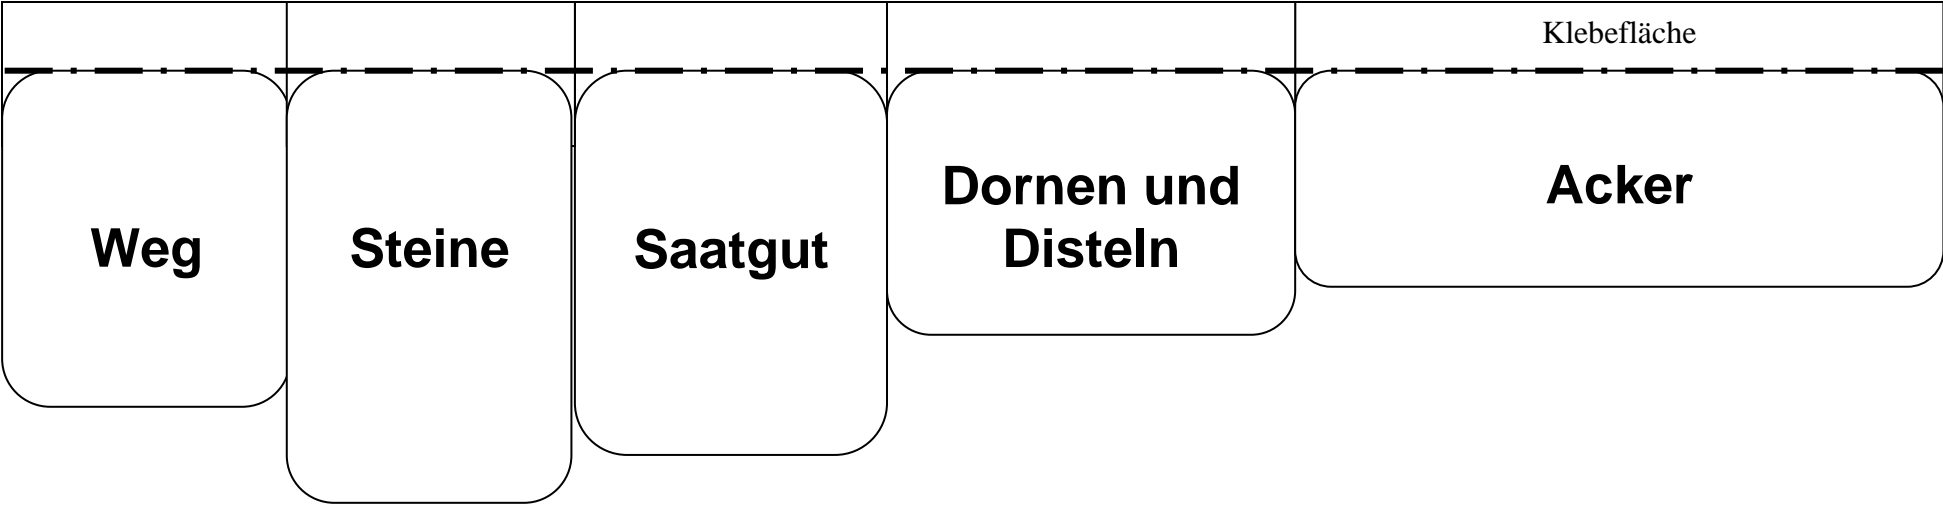 Klebefläche
Weg
Steine
Saatgut
Dornen und
Disteln
Acker